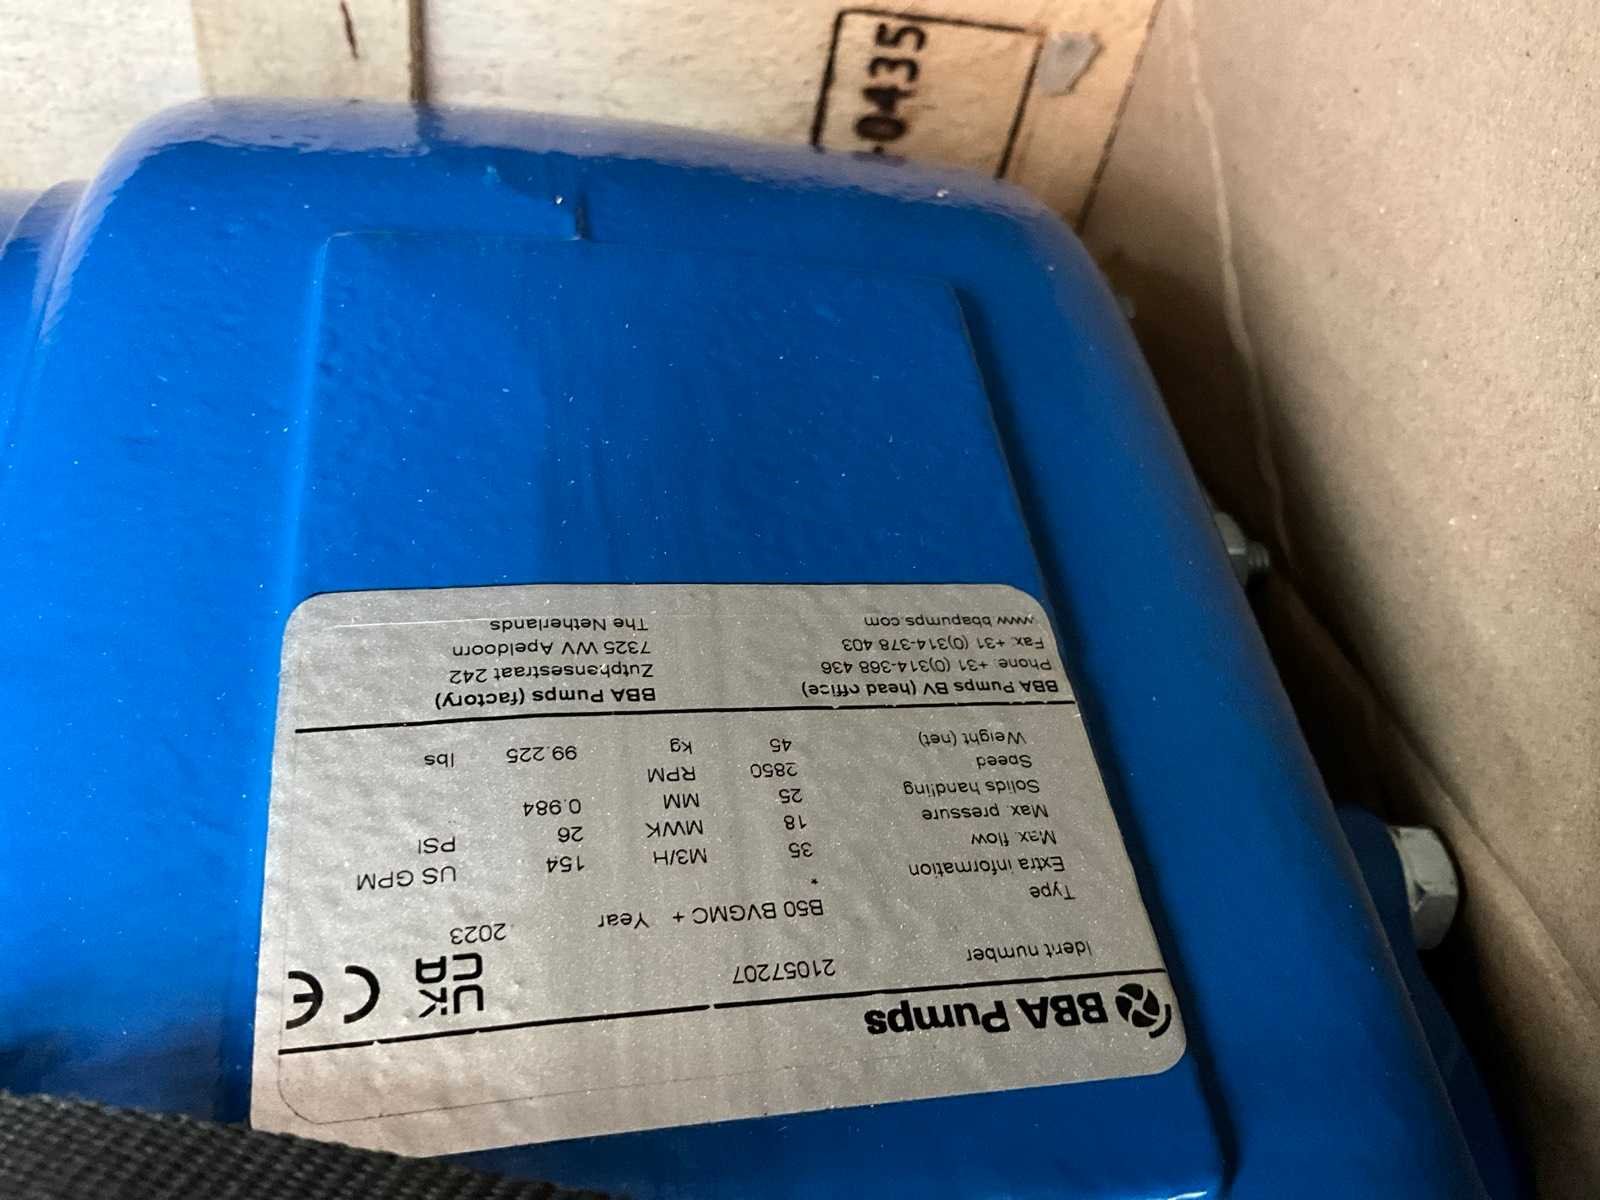 -0435
BBA Pumps
UK CA CE
Ident number 21057207
Type B50 BVGMC + Year 2023
Extra information *
Max. flow 35 M3/H 154 US GPM
Max. pressure 18 MWK 26 PSI
Solids handling 25 MM 0.984
Speed 2850 RPM
Weight (net) 45 kg 99.225 lbs
BBA Pumps BV (head office) BBA Pumps (factory)
Phone. +31 (0)314-368 436 Zutphensestraat 242
Fax. +31 (0)314-378 403 7325 WV Apeldoorn
www.bbapumps.com The Netherlands